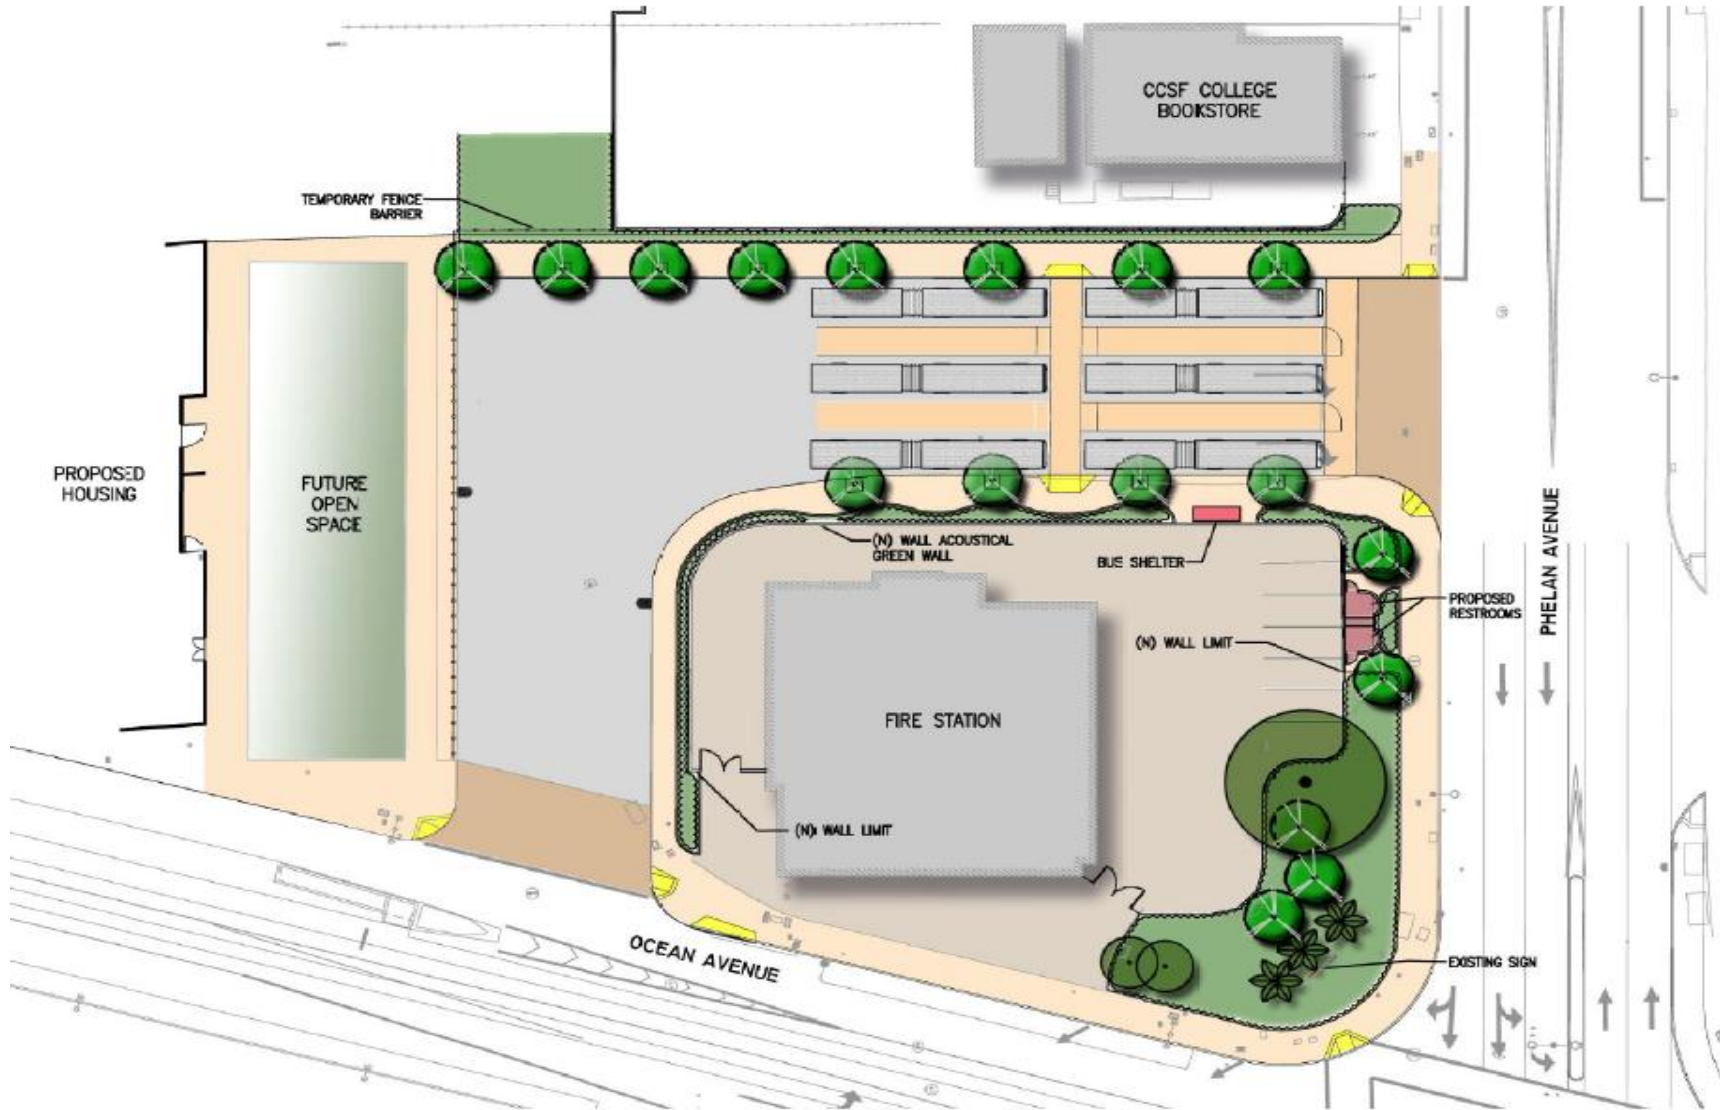 CCSF COLLEGE
BOOKSTORE
TEMPORARY FENCE
BARRIER
PROPOSED
HOUSING
FUTURE
OPEN
SPACE
(N) WALL ACOUSTICAL
GREEN WALL
BUS SHELTER
PHELAN AVENUE
PROPOSED
RESTROOMS
(N) WALL LIMIT
FIRE STATION
(N) WALL LIMIT
OCEAN AVENUE
EXISTING SIGN